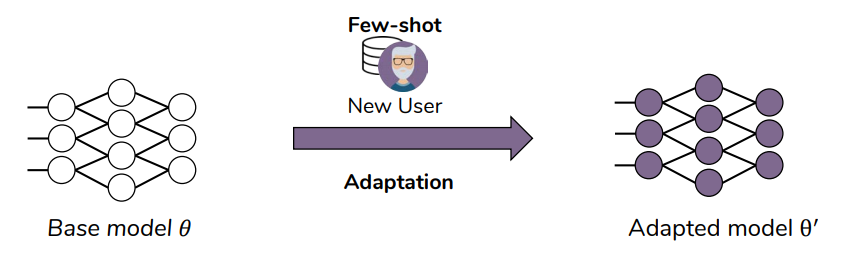 Few-shot
New User
Adaptation
Base model θ
Adapted model θ′